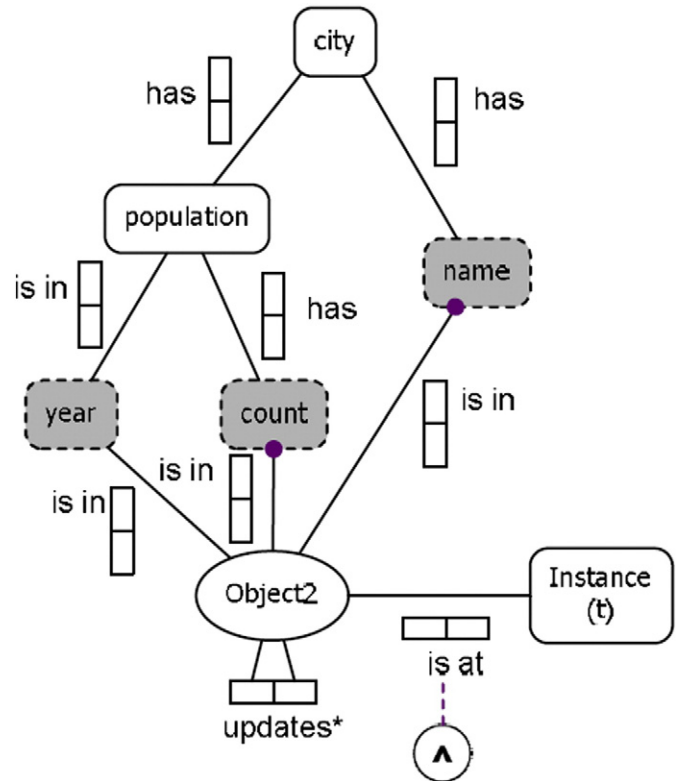 city
has
has
population
name
is in
has
year
count
is in
is in
is in
Object2
Instance
(t)
is at
updates*
ʌ